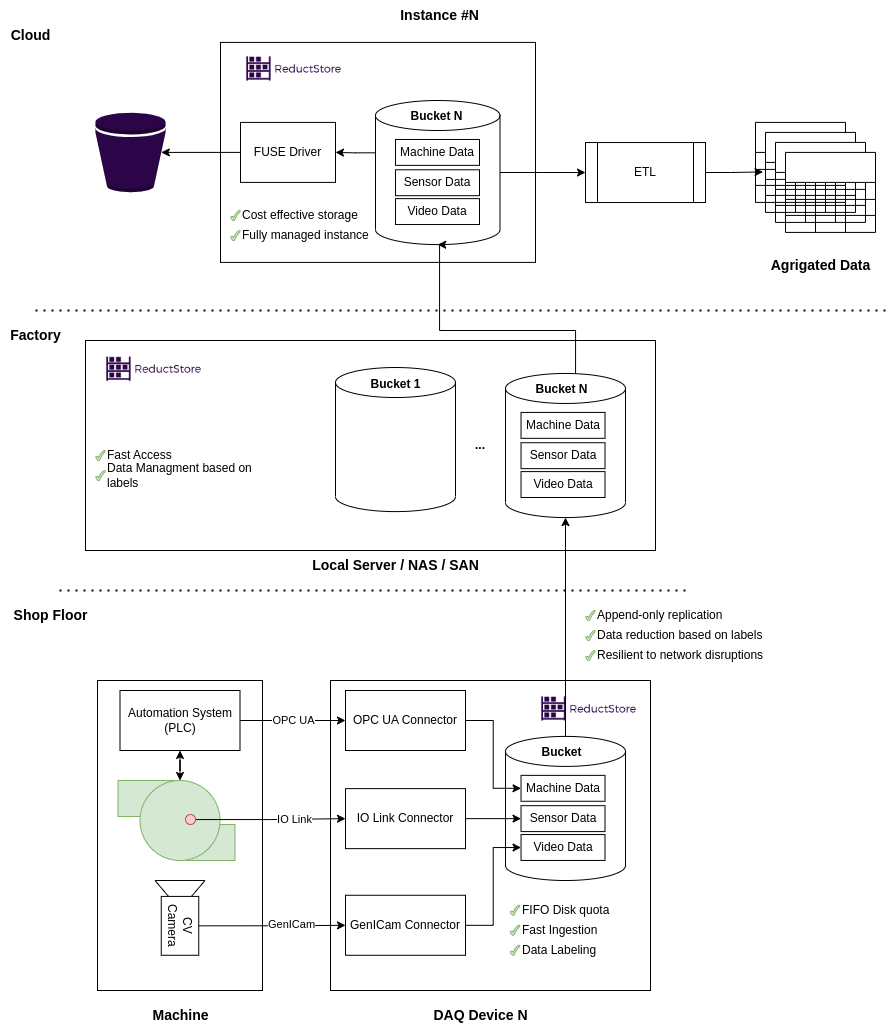 Instance #N
Cloud
ReductStore
Bucket N
FUSE Driver
Machine Data
Sensor Data
Video Data
ETL
✓Cost effective storage
✓Fully managed instance
Agrigated Data
Factory
ReductStore
Bucket 1
Bucket N
Machine Data
...
Sensor Data
Video Data
✓Fast Access
✓Data Managment based on
labels
Local Server / NAS / SAN
Shop Floor
✓Append-only replication
✓Data reduction based on labels
✓Resilient to network disruptions
Automation System
(PLC)
OPC UA
OPC UA Connector
ReductStore
Bucket
Machine Data
IO Link
IO Link Connector
Sensor Data
Video Data
CV
Camera
GenICam
GenICam Connector
✓FIFO Disk quota
✓Fast Ingestion
✓Data Labeling
Machine
DAQ Device N